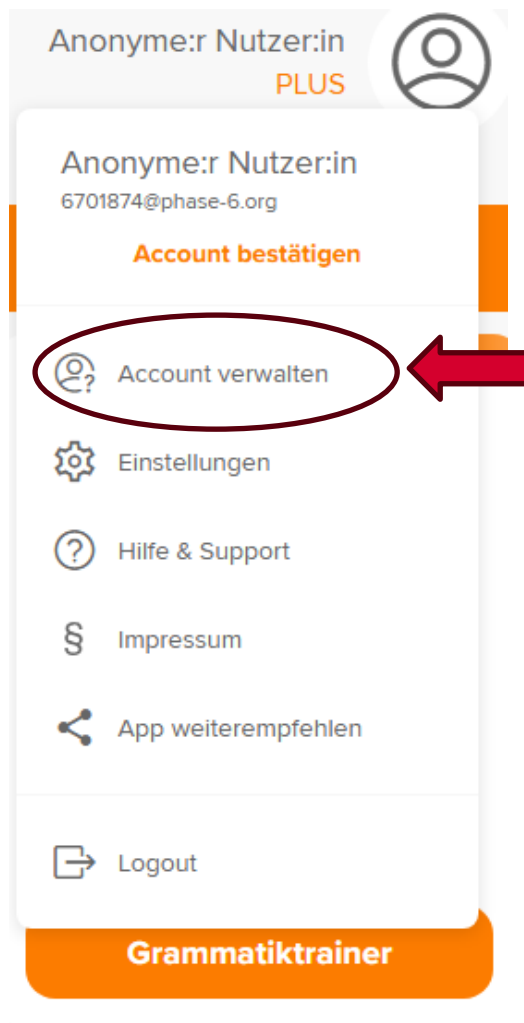 Anonyme:r Nutzer:in
PLUS
Anonyme:r Nutzer:in
6701874@phase-6.org
Account bestätigen
Account verwalten
Einstellungen
Hilfe & Support
§ Impressum
App weiterempfehlen
Logout
Grammatiktrainer